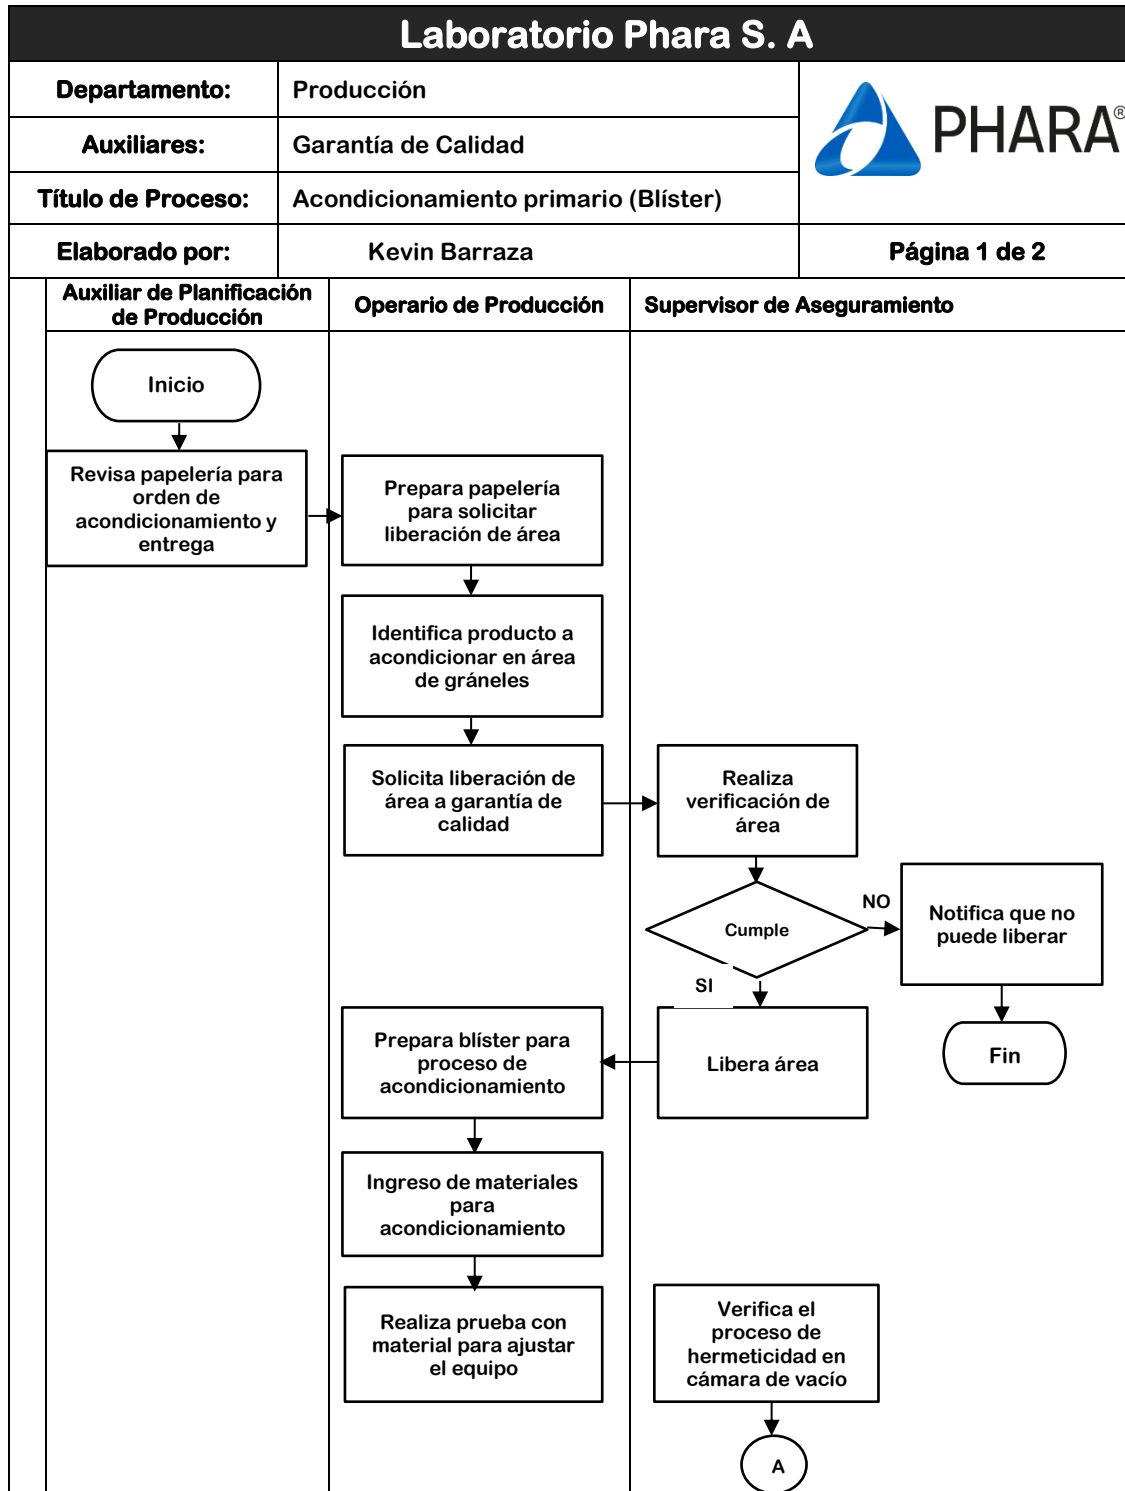 Laboratorio Phara S. A
Departamento:
Producción
PHARA®
Auxiliares:
Garantía de Calidad
Título de Proceso:
Acondicionamiento primario (Blíster)
Elaborado por:
Kevin Barraza
Página 1 de 2
Auxiliar de Planificación
de Producción
Operario de Producción
Supervisor de Aseguramiento
Inicio
Revisa papelería para
orden de
acondicionamiento y
entrega
Prepara papelería
para solicitar
liberación de área
Identifica producto a
acondicionar en área
de gráneles
Solicita liberación de
área a garantía de
calidad
Realiza
verificación de
área
Cumple
NO
Notifica que no
puede liberar
Fin
SI
Libera área
Prepara blíster para
proceso de
acondicionamiento
Ingreso de materiales
para
acondicionamiento
Realiza prueba con
material para ajustar
el equipo
Verifica el
proceso de
hermeticidad en
cámara de vacío
A